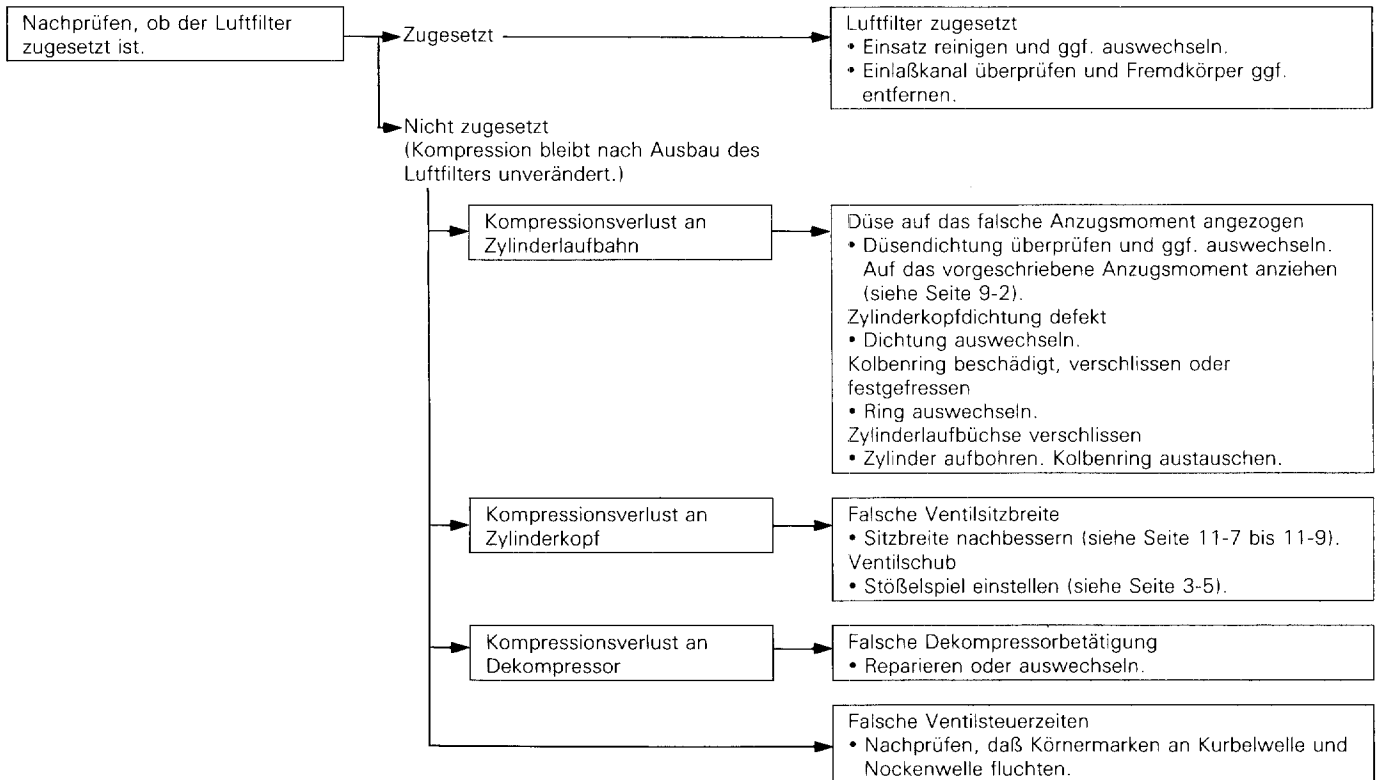 Nachprüfen, ob der Luftfilter
zugesetzt ist.
Zugesetzt
Luftfilter zugesetzt
• Einsatz reinigen und ggf. auswechseln.
• Einlaßkanal überprüfen und Fremdkörper ggf.
entfernen.
Nicht zugesetzt
(Kompression bleibt nach Ausbau des
Luftfilters unverändert.)
Kompressionsverlust an
Zylinderlaufbahn
Düse auf das falsche Anzugsmoment angezogen
• Düsendichtung überprüfen und ggf. auswechseln.
Auf das vorgeschriebene Anzugsmoment anziehen
(siehe Seite 9-2).
Zylinderkopfdichtung defekt
• Dichtung auswechseln.
Kolbenring beschädigt, verschlissen oder
festgefressen
• Ring auswechseln.
Zylinderlaufbüchse verschlissen
• Zylinder aufbohren. Kolbenring austauschen.
Kompressionsverlust an
Zylinderkopf
Falsche Ventilsitzbreite
• Sitzbreite nachbessern (siehe Seite 11-7 bis 11-9).
Ventilschub
• Stößelspiel einstellen (siehe Seite 3-5).
Kompressionsverlust an
Dekompressor
Falsche Dekompressorbetätigung
• Reparieren oder auswechseln.
Falsche Ventilsteuerzeiten
• Nachprüfen, daß Körnermarken an Kurbelwelle und
Nockenwelle fluchten.